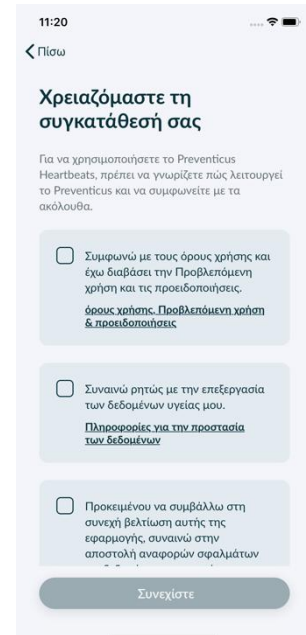 11:20
Πίσω
Χρειαζόμαστε τη
συγκατάθεσή σας
Για να χρησιμοποιήσετε το Preventicus
Heartbeats, πρέπει να γνωρίζετε πώς λειτουργεί
το Preventicus και να συμφωνείτε με τα
ακόλουθα.
Συμφωνώ με τους όρους χρήσης και
έχω διαβάσει την Προβλεπόμενη
χρήση και τις προειδοποιήσεις.
όρους χρήσης, Προβλεπόμενη χρήση
& προειδοποιήσεις
Συναινώ ρητώς με την επεξεργασία
των δεδομένων υγείας μου.
Πληροφορίες για την προστασία
των δεδομένων
Προκειμένου να συμβάλλω στη
συνεχή βελτίωση αυτής της
εφαρμογής, συναινώ στην
αποστολή αναφορών σφαλμάτων
Συνεχίστε